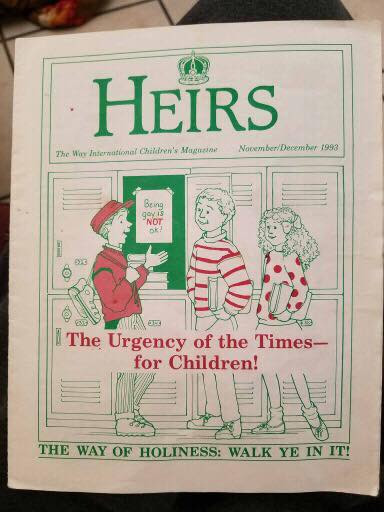 HEIRS
The Way International Children's Magazine November/December 1993
Being
gay is
NOT
ok!
The Urgency of the Times—
for Children!
THE WAY OF HOLINESS: WALK YE IN IT!